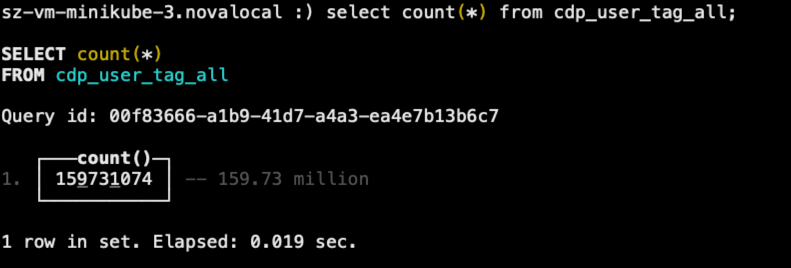 sz-vm-minikube-3.novalocal :) select count(*) from cdp_user_tag_all;
SELECT count(*)
FROM cdp_user_tag_all
Query id: 00f83666-a1b9-41d7-a4a3-ea4e7b13b6c7
count()
1. 159731074 -- 159.73 million
1 row in set. Elapsed: 0.019 sec.